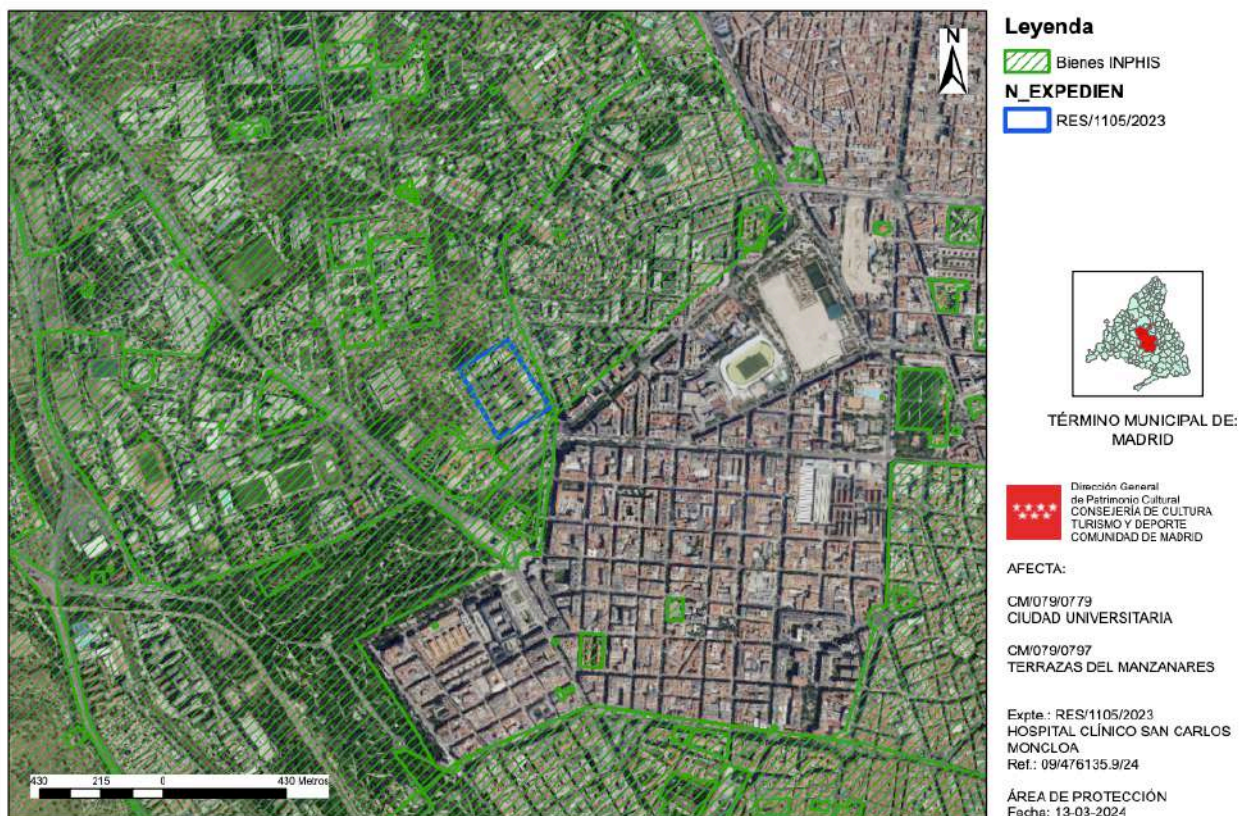 N
Leyenda
Bienes INPHIS
N_EXPEDIEN
RES/1105/2023
TÉRMINO MUNICIPAL DE:
MADRID
Dirección General
de Patrimonio Cultural
CONSEJERÍA DE CULTURA
TURISMO Y DEPORTE
COMUNIDAD DE MADRID
AFECTA:
CM/079/0779
CIUDAD UNIVERSITARIA
CM/079/0797
TERRAZAS DEL MANZANARES
Expte.: RES/1105/2023
HOSPITAL CLÍNICO SAN CARLOS
MONCLOA
Ref.: 09/476135.9/24
ÁREA DE PROTECCIÓN
Fecha: 13-03-2024
430 215 0 430 Metros